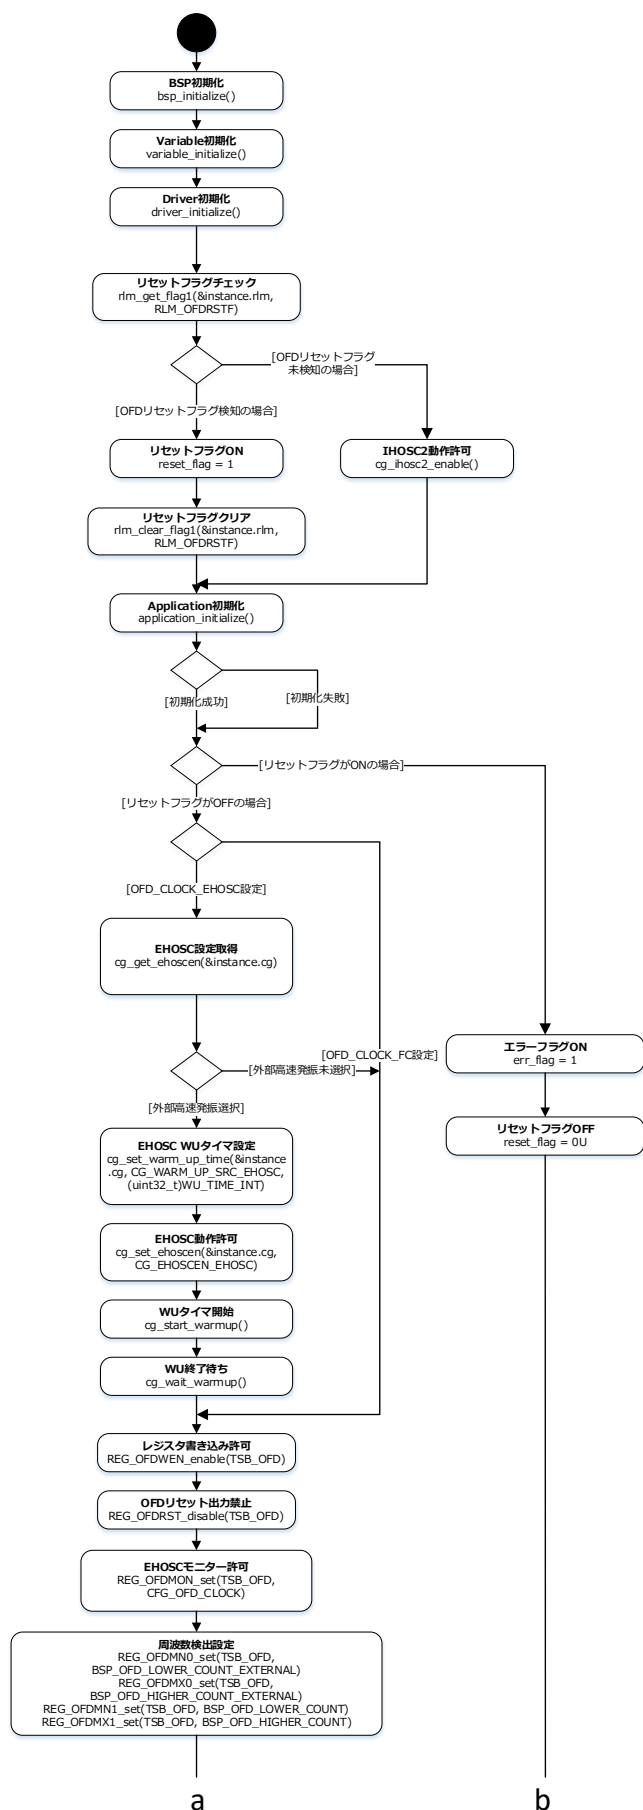 BSP初期化
bsp_initialize()
Variable初期化
variable_initialize()
Driver初期化
driver_initialize()
リセットフラグチェック
rlm_get_flag1(&instance.rlm,
RLM_OFDRSTF)
[OFDリセットフラグ
未検知の場合]
[OFDリセットフラグ検知の場合]
リセットフラグON
reset_flag = 1
IHOSC2動作許可
cg_ihosc2_enable()
リセットフラグクリア
rlm_clear_flag1(&instance.rlm,
RLM_OFDRSTF)
Application初期化
application_initialize()
[初期化成功]
[初期化失敗]
[リセットフラグがONの場合]
[リセットフラグがOFFの場合]
[OFD_CLOCK_EHOSC設定]
EHOSC設定取得
cg_get_ehoscen(&instance.cg)
[OFD_CLOCK_FC設定]
[外部高速発振未選択]
[外部高速発振選択]
エラーフラグON
err_flag = 1
リセットフラグOFF
reset_flag = 0U
EHOSC WUタイマ設定
cg_set_warm_up_time(&instance
.cg, CG_WARM_UP_SRC_EHOSC,
(uint32_t)WU_TIME_INT)
EHOSC動作許可
cg_set_ehoscen(&instance.cg,
CG_EHOSCEN_EHOSC)
WUタイマ開始
cg_start_warmup()
WU終了待ち
cg_wait_warmup()
レジスタ書き込み許可
REG_OFDWEN_enable(TSB_OFD)
OFDリセット出力禁止
REG_OFDRST_disable(TSB_OFD)
EHOSCモニター許可
REG_OFDMON_set(TSB_OFD,
CFG_OFD_CLOCK)
周波数検出設定
REG_OFDMN0_set(TSB_OFD,
BSP_OFD_LOWER_COUNT_EXTERNAL)
REG_OFDMX0_set(TSB_OFD,
BSP_OFD_HIGHER_COUNT_EXTERNAL)
REG_OFDMN1_set(TSB_OFD, BSP_OFD_LOWER_COUNT)
REG_OFDMX1_set(TSB_OFD, BSP_OFD_HIGHER_COUNT)
a
b